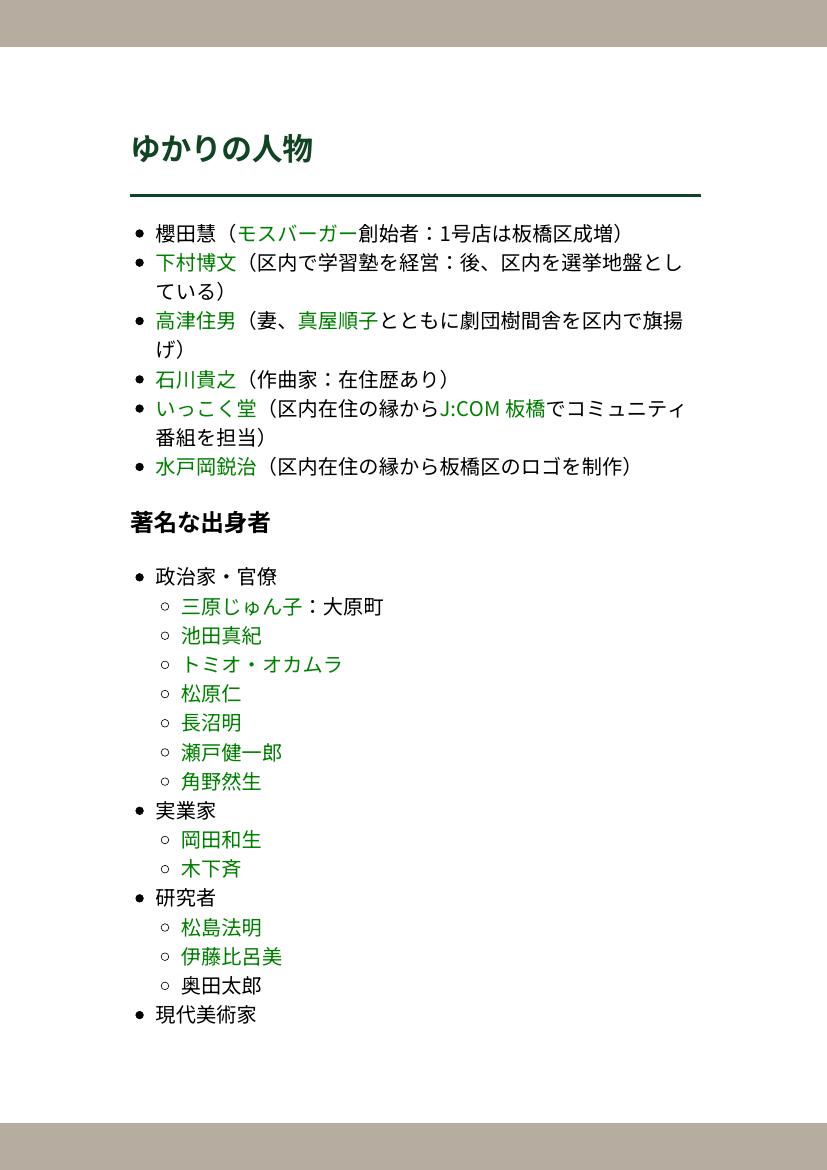 ゆかりの人物
櫻田慧（モスバーガー創始者：1号店は板橋区成増）
下村博文（区内で学習塾を経営：後、区内を選挙地盤とし
ている）
高津住男（妻、真屋順子とともに劇団樹間舎を区内で旗揚
げ）
石川貴之（作曲家：在住歴あり）
いっこく堂（区内在住の縁からJ:COM 板橋でコミュニティ
番組を担当）
水戸岡鋭治（区内在住の縁から板橋区のロゴを制作）
著名な出身者
政治家・官僚
三原じゅん子：大原町
池田真紀
トミオ・オカムラ
松原仁
長沼明
瀬戸健一郎
角野然生
実業家
岡田和生
木下斉
研究者
松島法明
伊藤比呂美
奥田太郎
現代美術家